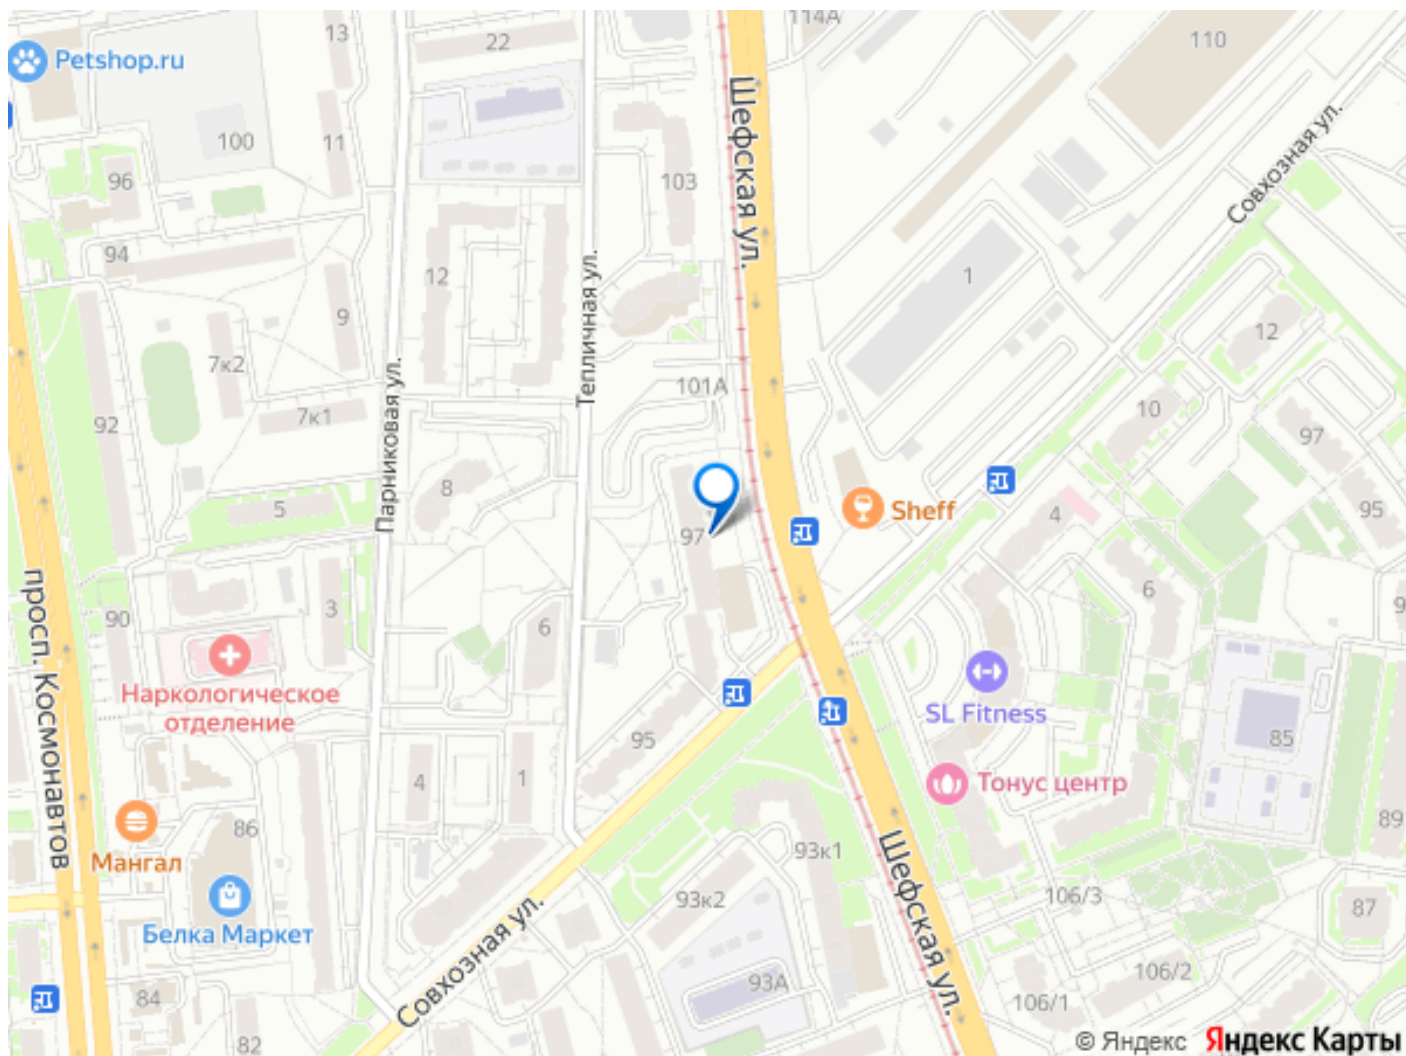 114А
110
13
22
Petshop.ru
Шефская ул.
100
11
96
103
Совхозная ул.
94
12
Тепличная ул.
1
9
12
7к2
Парниковая ул.
101А
10
92
7к1
97
8
Sheff
5
4
95
97
просп. Космонавтов
6
90
3
6
9
Наркологическое
отделение
SL Fitness
95
85
4
1
Тонус центр
86
89
Мангал
93к1
Шефская ул.
93к2
106/3
87
Белка Маркет
Совхозная ул.
106/2
93А
84
106/1
82
© Яндекс Яндекс Карты